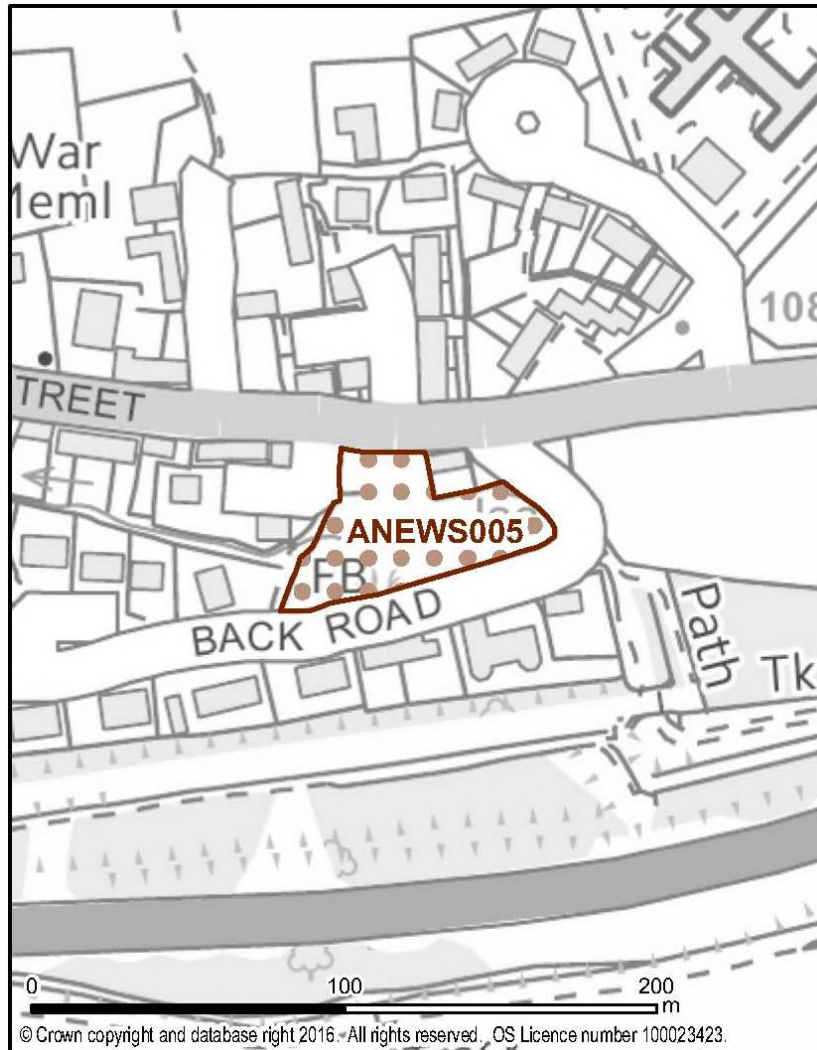 War
Meml
108
TREET
ANEWS005
FB
BACK ROAD
Path
Tk
0 100 200
m
© Crown copyright and database right 2016. All rights reserved. OS Licence number 100023423.